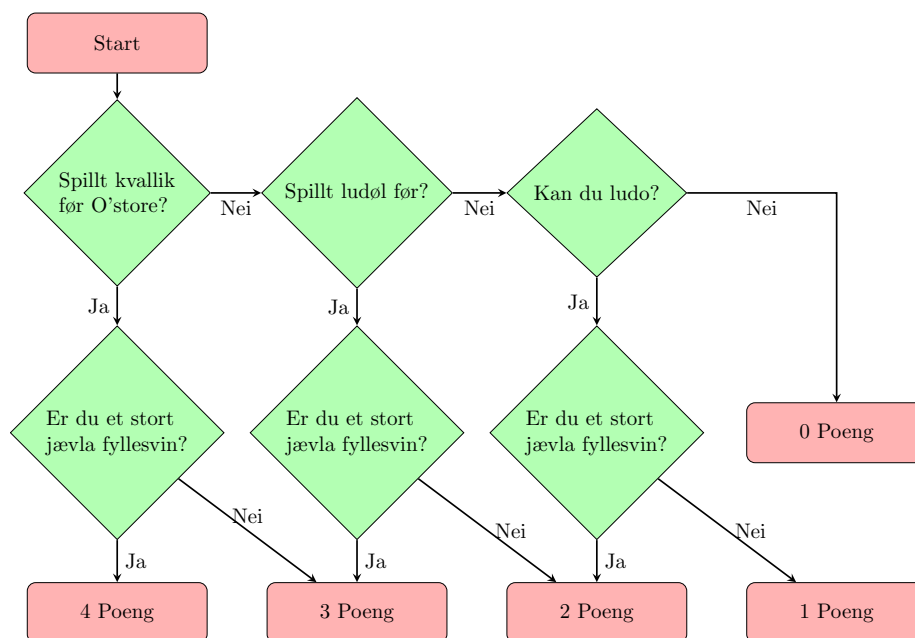 Start
Spillt kvallik
før O'store?
Nei
Spillt ludøl før?
Nei
Kan du ludo?
Nei
Ja
Ja
Ja
Er du et stort
jævla fyllesvin?
Er du et stort
jævla fyllesvin?
Er du et stort
jævla fyllesvin?
0 Poeng
Nei
Nei
Nei
Ja
Ja
Ja
4 Poeng
3 Poeng
2 Poeng
1 Poeng